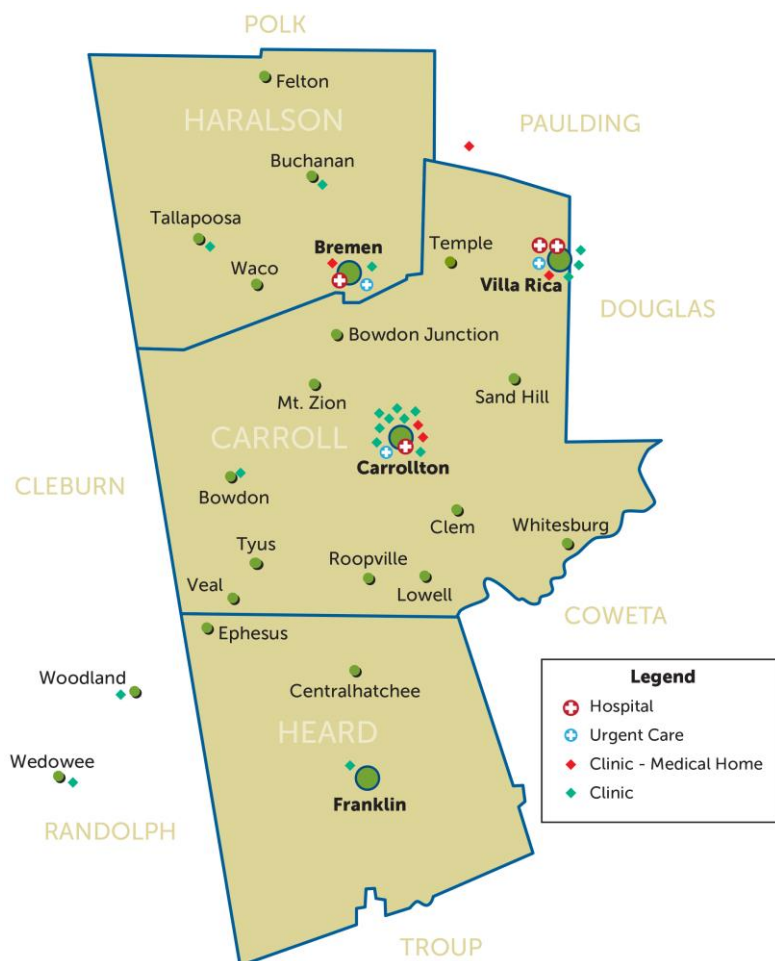 POLK
Felton
HARALSON
PAULDING
Buchanan
Tallapoosa
Bremen
Temple
Waco
Villa Rica
DOUGLAS
Bowdon Junction
Mt. Zion
Sand Hill
CARROLL
Carrollton
CLEBURN
Bowdon
Clem
Whitesburg
Tyus
Roopville
Veal
Lowell
COWETA
Ephesus
Woodland
Centralhatchee
Legend
Hospital
HEARD
Urgent Care
Wedowee
Clinic - Medical Home
Clinic
Franklin
RANDOLPH
TROUP